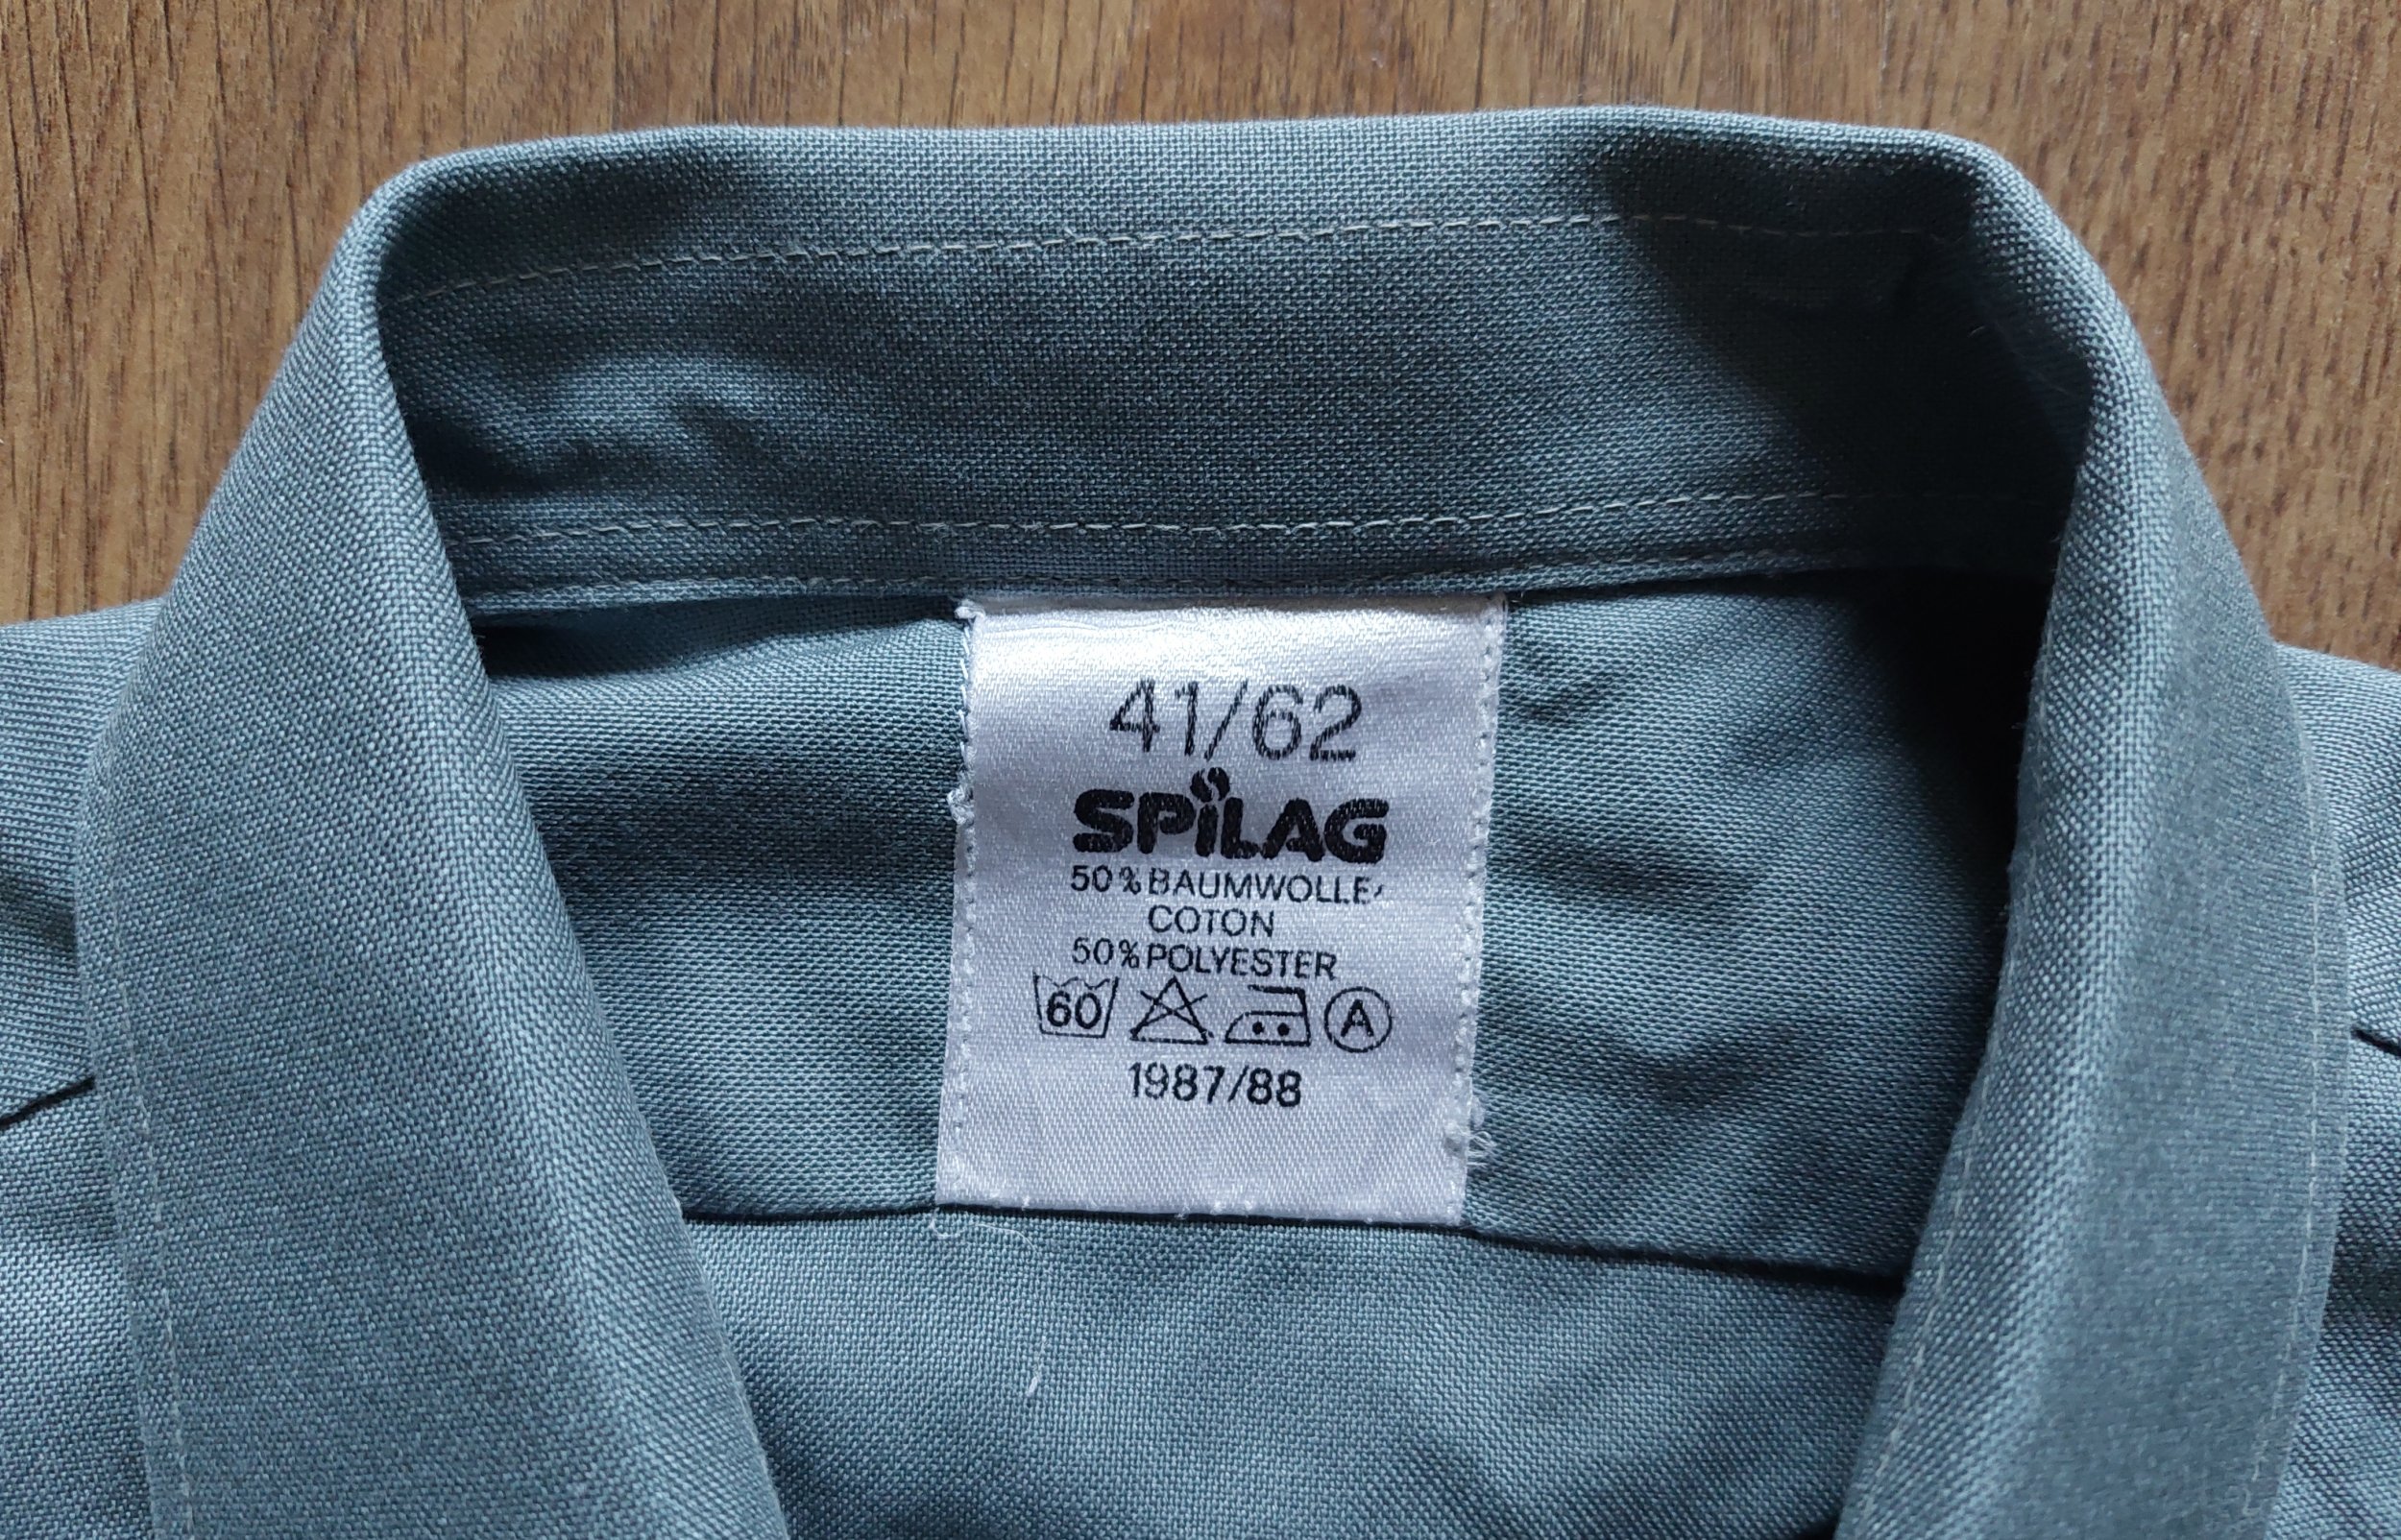 41/62
SPiLAG
50% BAUMWOLLE/
COTON
50% POLYESTER
60 A
1987/88